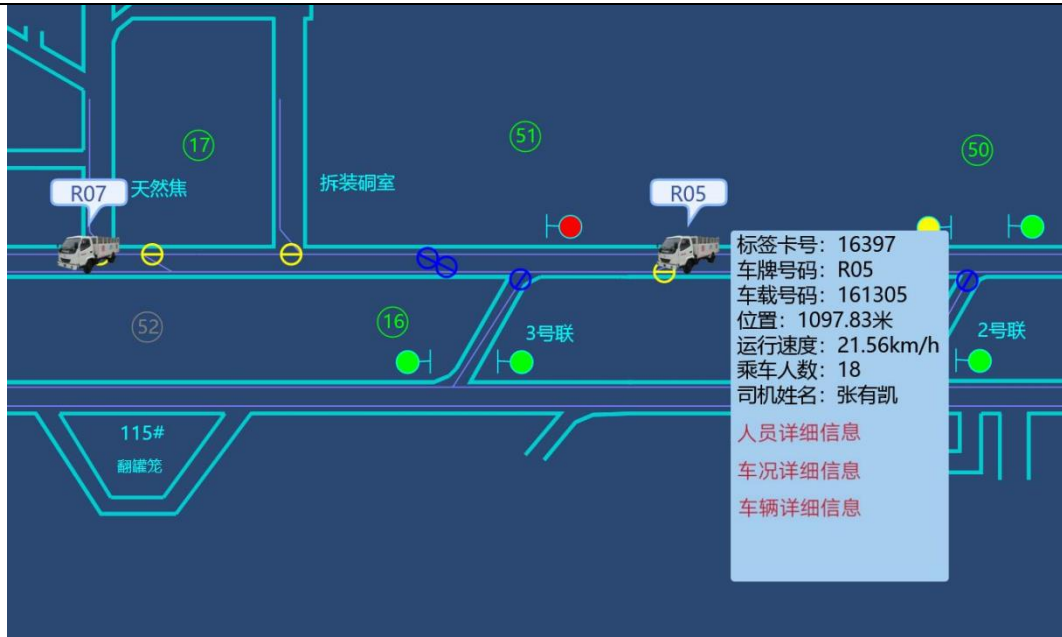 17
51
50
R07
天然焦
拆装硐室
R05
标签卡号：16397
车牌号码：R05
车载号码：161305
位置：1097.83米
运行速度：21.56km/h
乘车人数：18
司机姓名：张有凯
人员详细信息
车况详细信息
车辆详细信息
52
16
3号联
2号联
115#
翻罐笼